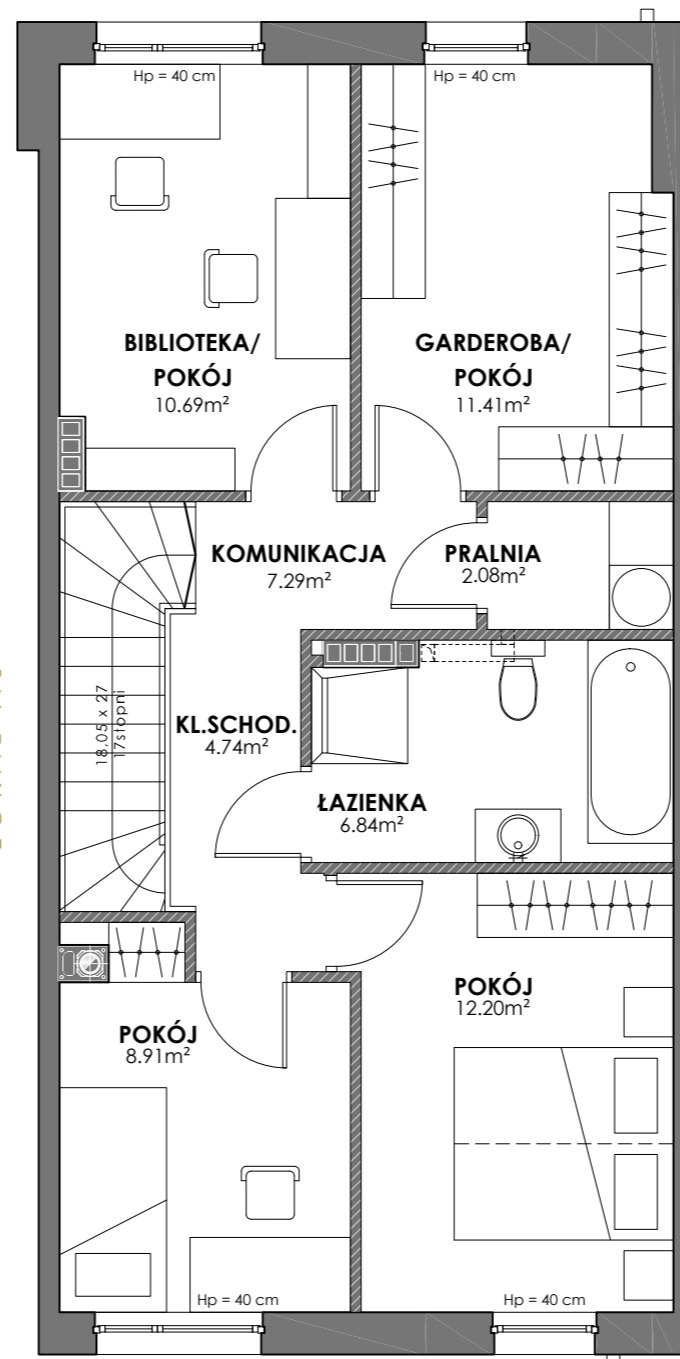 Hp = 40 cm
Hp = 40 cm
BIBLIOTEKA/
POKÓJ
10.69m²
GARDEROBA/
POKÓJ
11.41m²
KOMUNIKACJA
7.29m²
PRALNIA
2.08m²
18,05 x 27
17stopni
KL.SCHOD.
4.74m²
ŁAZIENKA
6.84m²
POKÓJ
12.20m²
POKÓJ
8.91m²
Hp = 40 cm
Hp = 40 cm